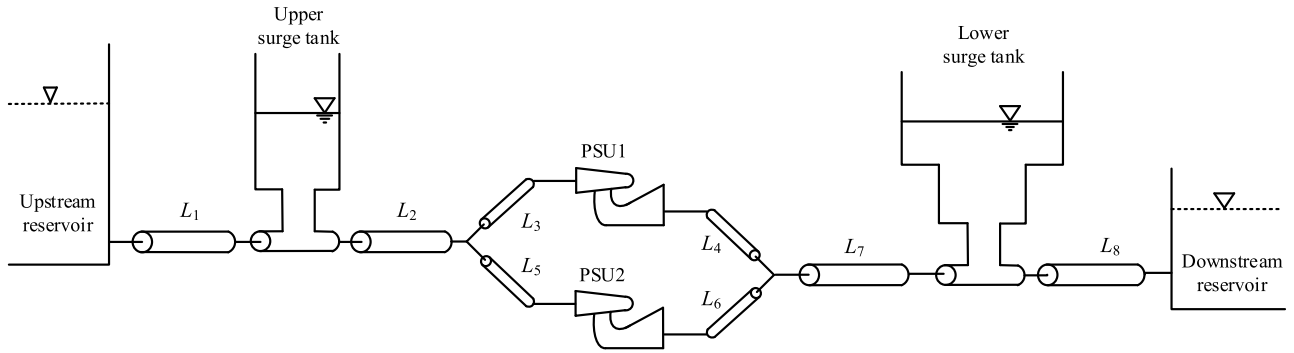 Upper
surge tank
Lower
surge tank
PSU1
Upstream
reservoir
L1
L2
L3
L4
L5
PSU2
L6
L7
L8
Downstream
reservoir